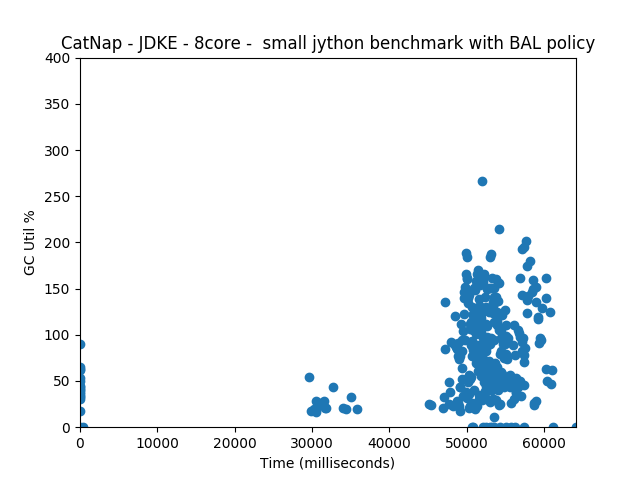 CatNap - JDKE - 8core -  small jython benchmark with BAL policy
400
350
300
250
200
150
100
50
0
GC Util %
0 10000 20000 30000 40000 50000 60000
Time (milliseconds)